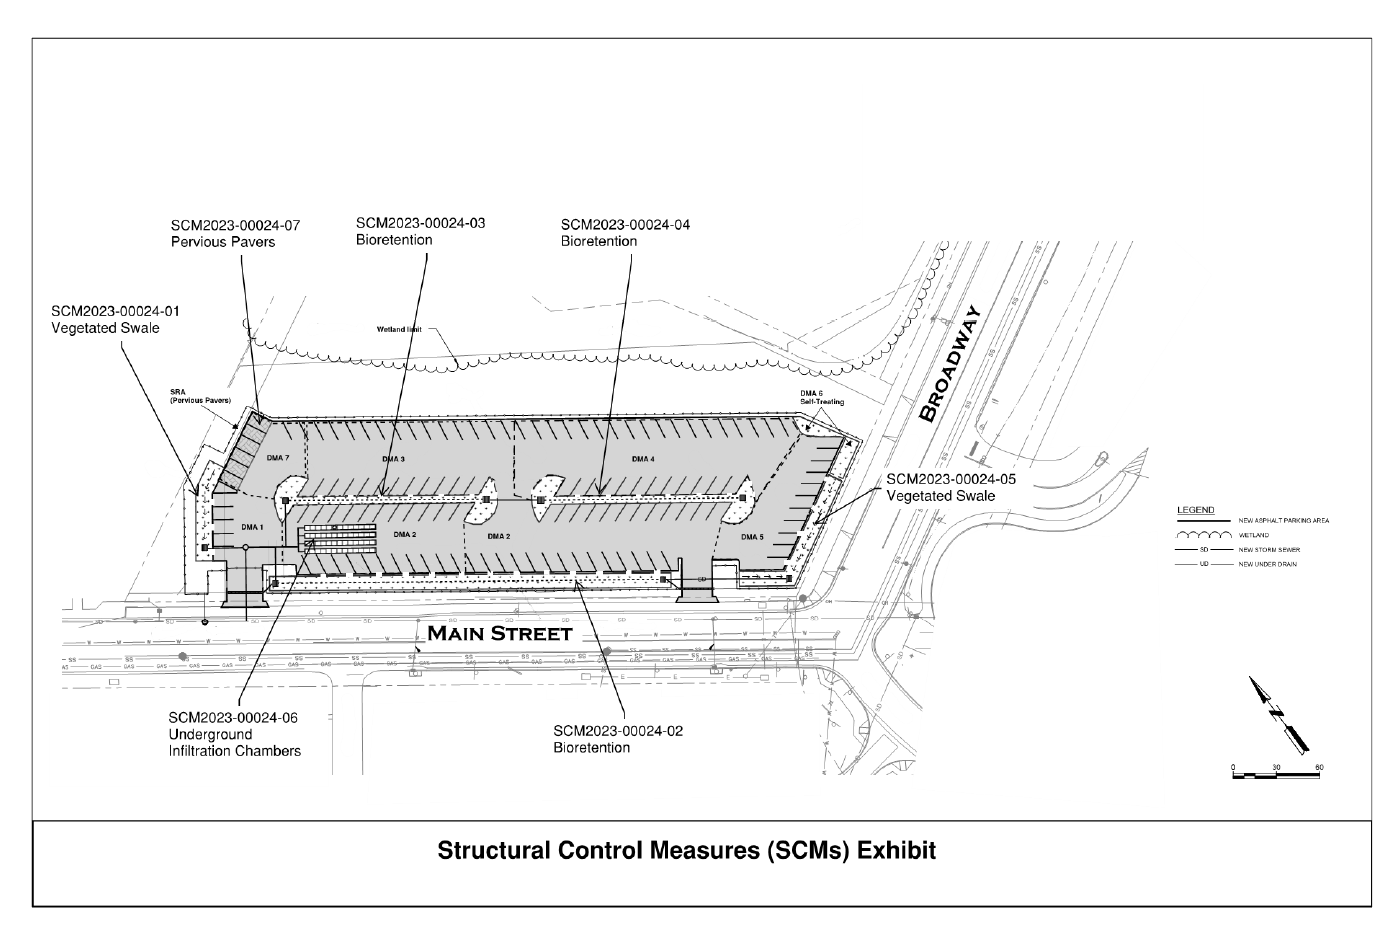 SCM2023-00024-07
Pervious Pavers
SCM2023-00024-03
Bioretention
SCM2023-00024-04
Bioretention
SCM2023-00024-01
Vegetated Swale
Wetland limit
BROADWAY
SRA
(Pervious Pavers)
DMA 6
Self-Treating
DMA 7
DMA 3
DMA 4
SCM2023-00024-05
Vegetated Swale
DMA 1
DMA 2
DMA 2
DMA 5
LEGEND
NEW ASPHALT PARKING AREA
WETLAND
SD
NEW STORM SEWER
UD
NEW UNDER DRAIN
SD
MAIN STREET
SCM2023-00024-06
Underground
Infiltration Chambers
SCM2023-00024-02
Bioretention
0 30 60
Structural Control Measures (SCMs) Exhibit